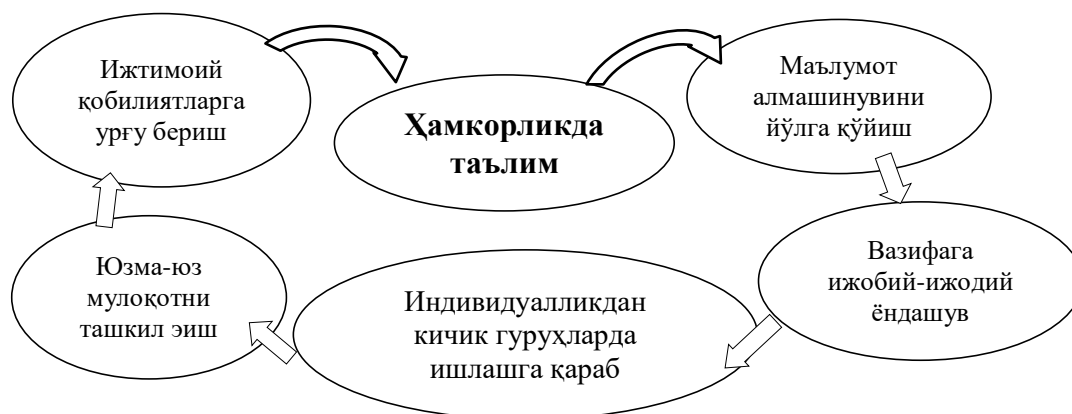 Ижтимоий
қобилиятларга
урғу бериш
Ҳамкорликда
таълим
Маълумот
алмашинувини
йўлга қўйиш
Вазифага
ижобий-ижодий
ёндашув
Индивидуалликдан
кичик гуруҳларда
ишлашга қараб
Юзма-юз
мулоқотни
ташкил эиш